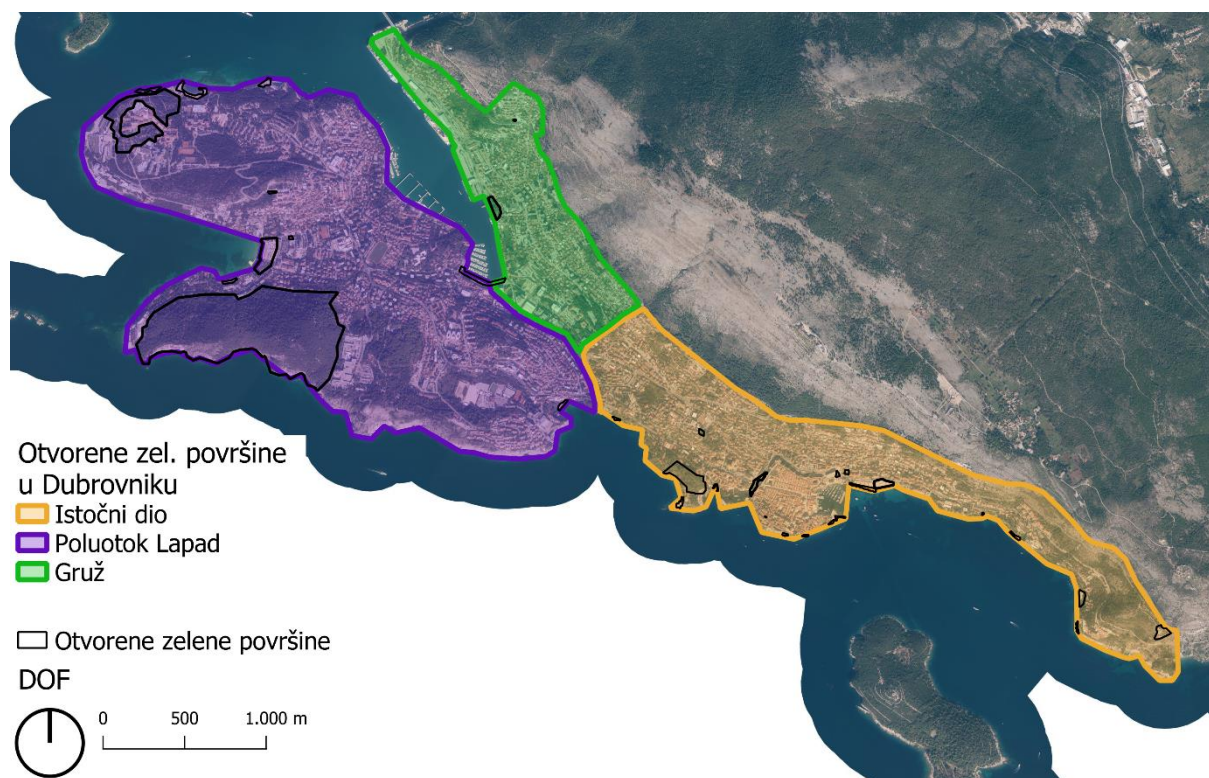 Otvorene zel. površine
u Dubrovniku
Istočni dio
Poluotok Lapad
Gruž
Otvorene zelene površine
DOF
0 500 1.000 m